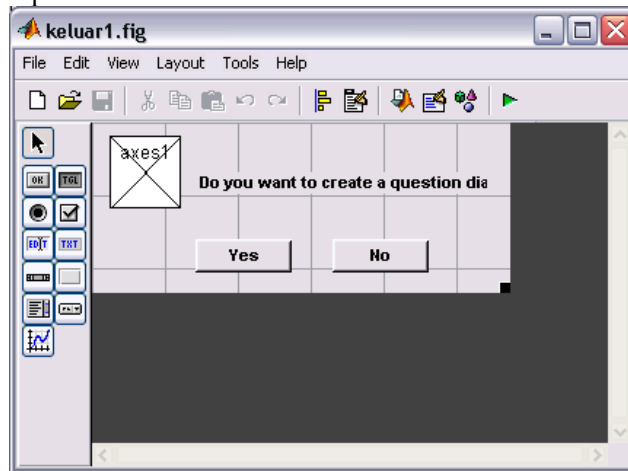 keluar1.fig
File Edit View Layout Tools Help
axes1
OK TGL
Do you want to create a question dia
EDIT TXT
Yes No